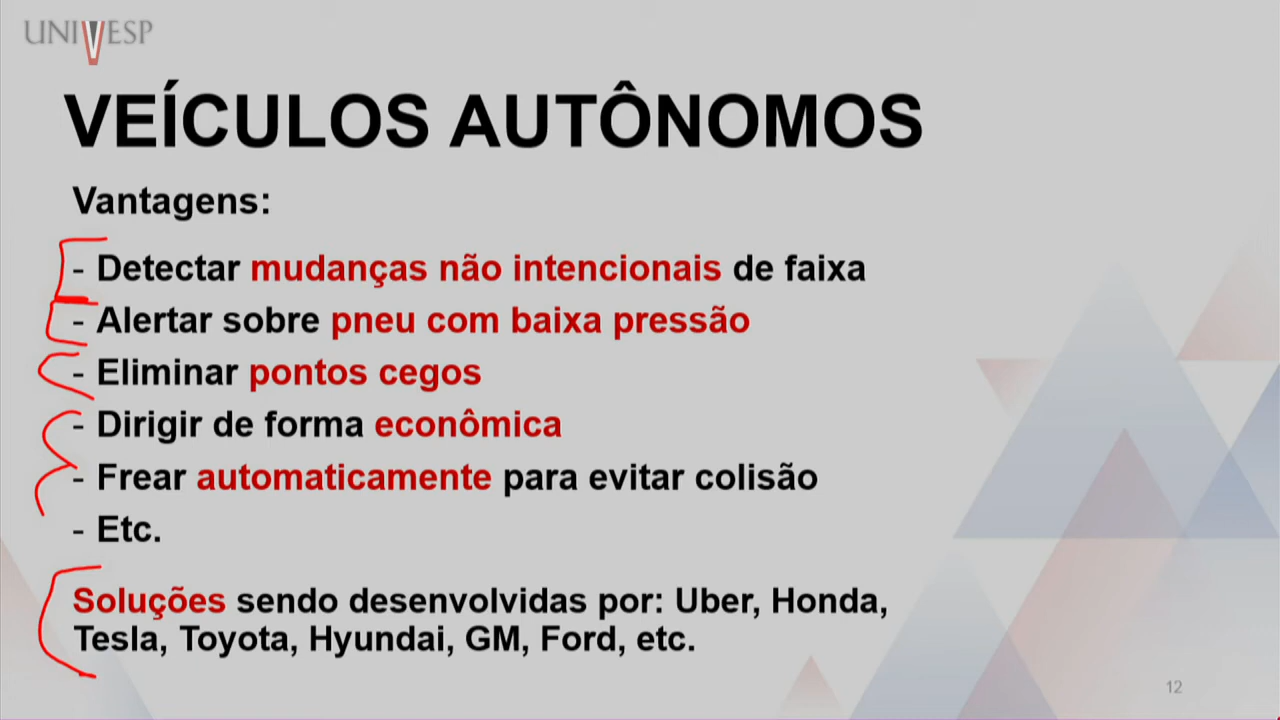 UNIVESP
VEÍCULOS AUTÔNOMOS
Vantagens:
- Detectar mudanças não intencionais de faixa
- Alertar sobre pneu com baixa pressão
- Eliminar pontos cegos
- Dirigir de forma econômica
- Frear automaticamente para evitar colisão
- Etc.
Soluções sendo desenvolvidas por: Uber, Honda,
Tesla, Toyota, Hyundai, GM, Ford, etc.
12